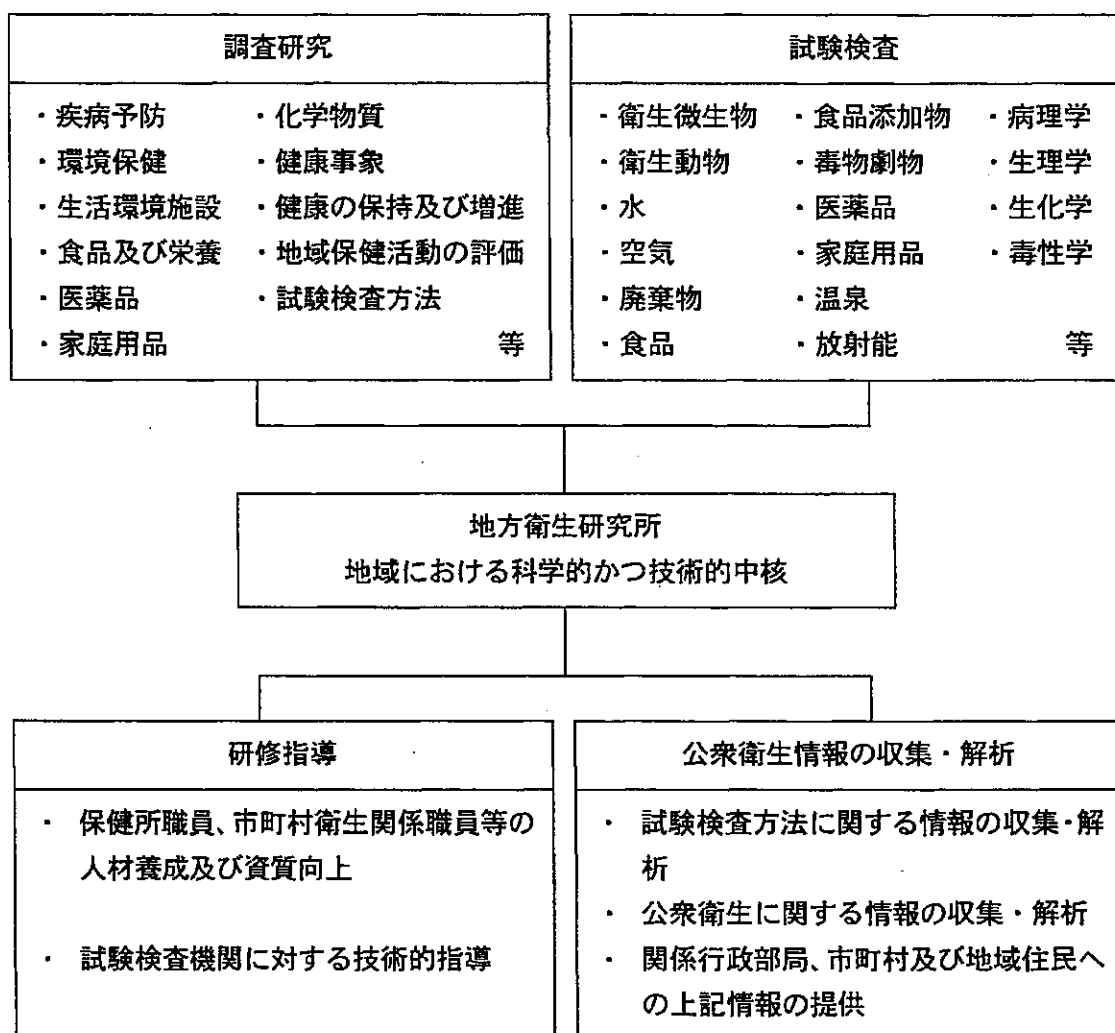 調査研究
・疾病予防 ・化学物質
・環境保健 ・健康事象
・生活環境施設 ・健康の保持及び増進
・食品及び栄養 ・地域保健活動の評価
・医薬品 ・試験検査方法
・家庭用品 等
試験検査
・衛生微生物 ・食品添加物 ・病理学
・衛生動物 ・毒物劇物 ・生理学
・水 ・医薬品 ・生化学
・空気 ・家庭用品 ・毒性学
・廃棄物 ・温泉
・食品 ・放射能 等
地方衛生研究所
地域における科学的かつ技術的中核
研修指導
・ 保健所職員、市町村衛生関係職員等の
人材養成及び資質向上
・ 試験検査機関に対する技術的指導
公衆衛生情報の収集・解析
・ 試験検査方法に関する情報の収集・解
析
・ 公衆衛生に関する情報の収集・解析
・ 関係行政部局、市町村及び地域住民へ
の上記情報の提供